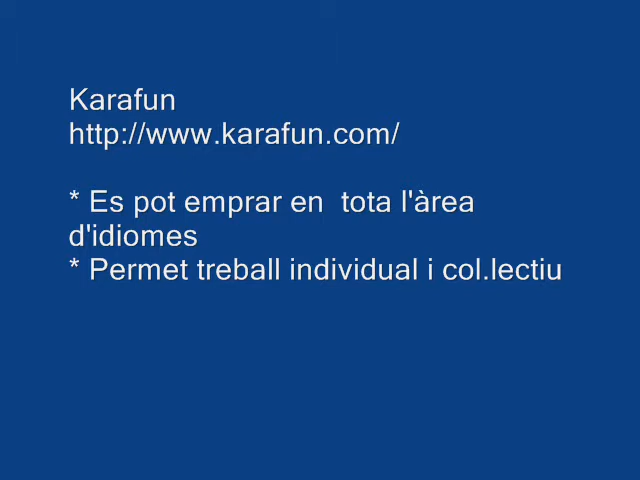 Karafun
http://www.karafun.com/
* Es pot emprar en  tota l'àrea
d'idiomes
* Permet treball individual i col.lectiu